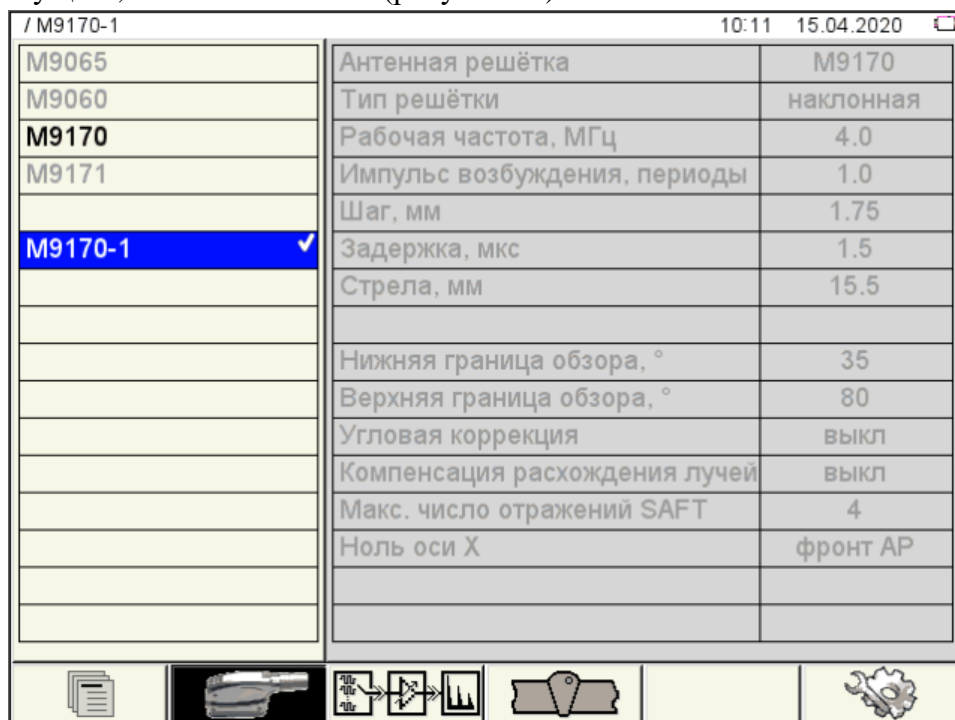 / M9170-1 10:11 15.04.2020
M9065
M9060
M9170
M9171
M9170-1
Антенная решётка M9170
Тип решётки наклонная
Рабочая частота, МГц 4.0
Импульс возбуждения, периоды 1.0
Шаг, мм 1.75
Задержка, мкс 1.5
Стрела, мм 15.5
Нижняя граница обзора, ° 35
Верхняя граница обзора, ° 80
Угловая коррекция выкл
Компенсация расхождения лучей выкл
Макс. число отражений SAFT 4
Ноль оси X фронт АР